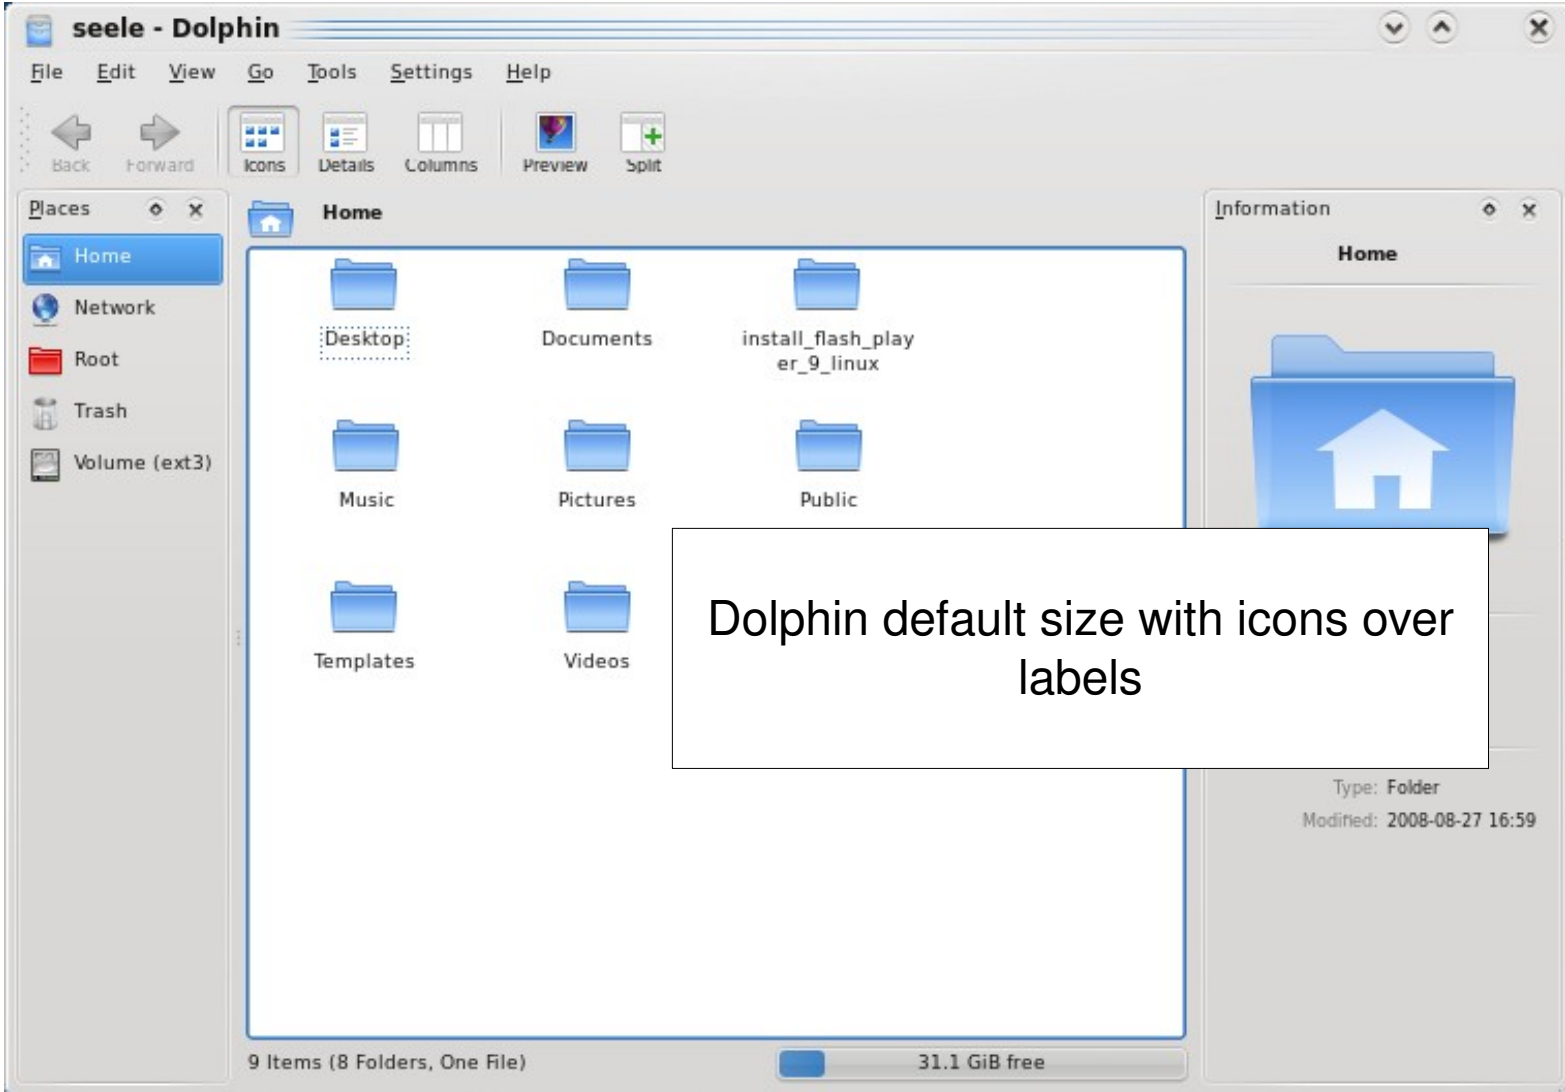 seele - Dolphin
File Edit View Go Tools Settings Help
Back Forward Icons Details Columns Preview Split
Places
Home
Network
Root
Trash
Volume (ext3)
Home
Desktop Documents install_flash_play
er_9_linux
Music Pictures Public
Templates Videos
Dolphin default size with icons over
labels
9 Items (8 Folders, One File)
31.1 GiB free
Information
Home
Type: Folder
Modified: 2008-08-27 16:59